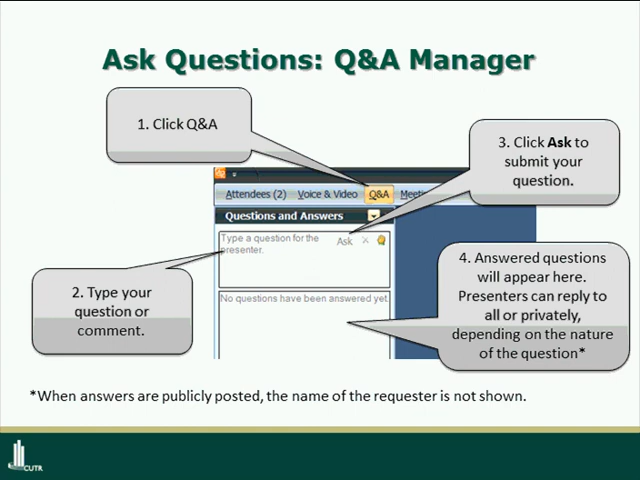 Ask Questions: Q&A Manager
1. Click Q&A
3. Click Ask to
submit your
question.
Attendees (2) Voice & Video Q&A
Questions and Answers
Type a question for the
presenter.
Ask
2. Type your
question or
comment.
No questions have been answered yet.
4. Answered questions
will appear here.
Presenters can reply to
all or privately,
depending on the nature
of the question*
*When answers are publicly posted, the name of the requester is not shown.
CUTR